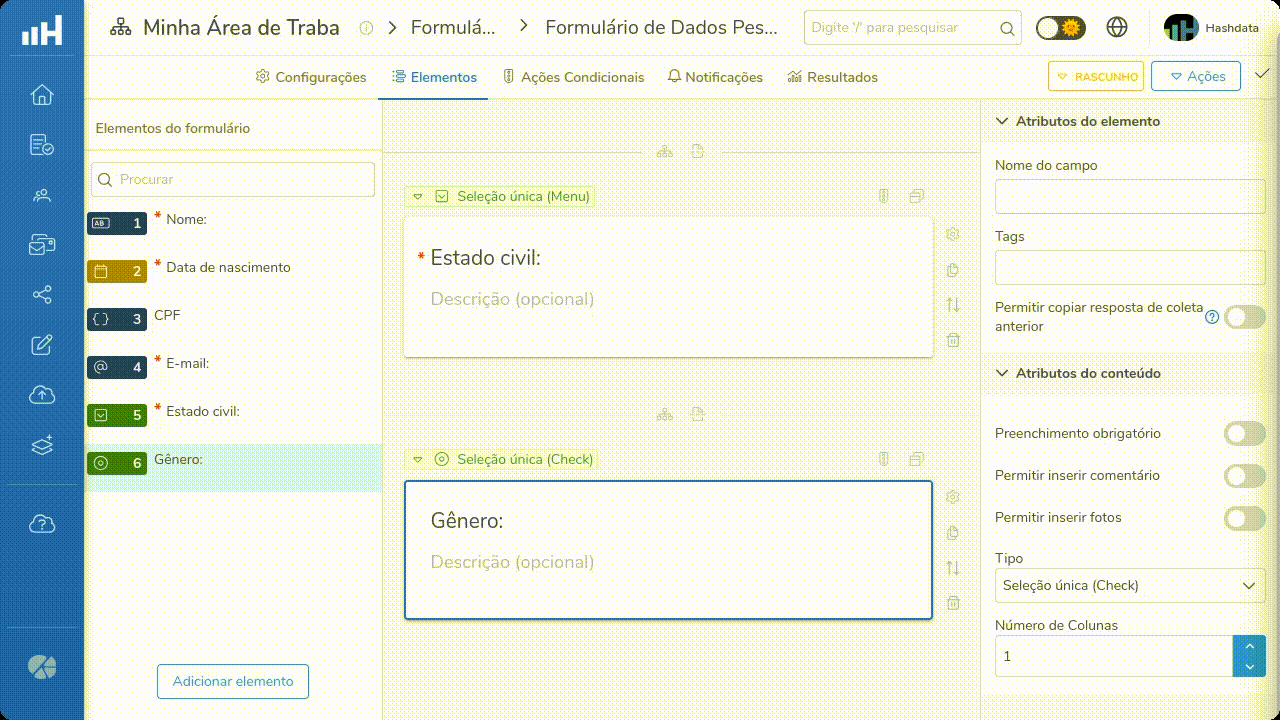 Minha Área de Traba
Formulá...
Formulário de Dados Pes...
Digite '/' para pesquisar
Hashdata
Configurações
Elementos
Ações Condicionais
Notificações
Resultados
RASCUNHO
Ações
Elementos do formulário
Procurar
AB 1 * Nome:
2 * Data de nascimento
{} 3 CPF
@ 4 * E-mail:
5 * Estado civil:
6 Gênero:
Adicionar elemento
Seleção única (Menu)
* Estado civil:
Descrição (opcional)
Seleção única (Check)
Gênero:
Descrição (opcional)
Atributos do elemento
Nome do campo
Tags
Permitir copiar resposta de coleta
anterior
?
Atributos do conteúdo
Preenchimento obrigatório
Permitir inserir comentário
Permitir inserir fotos
Tipo
Seleção única (Check)
Número de Colunas
1